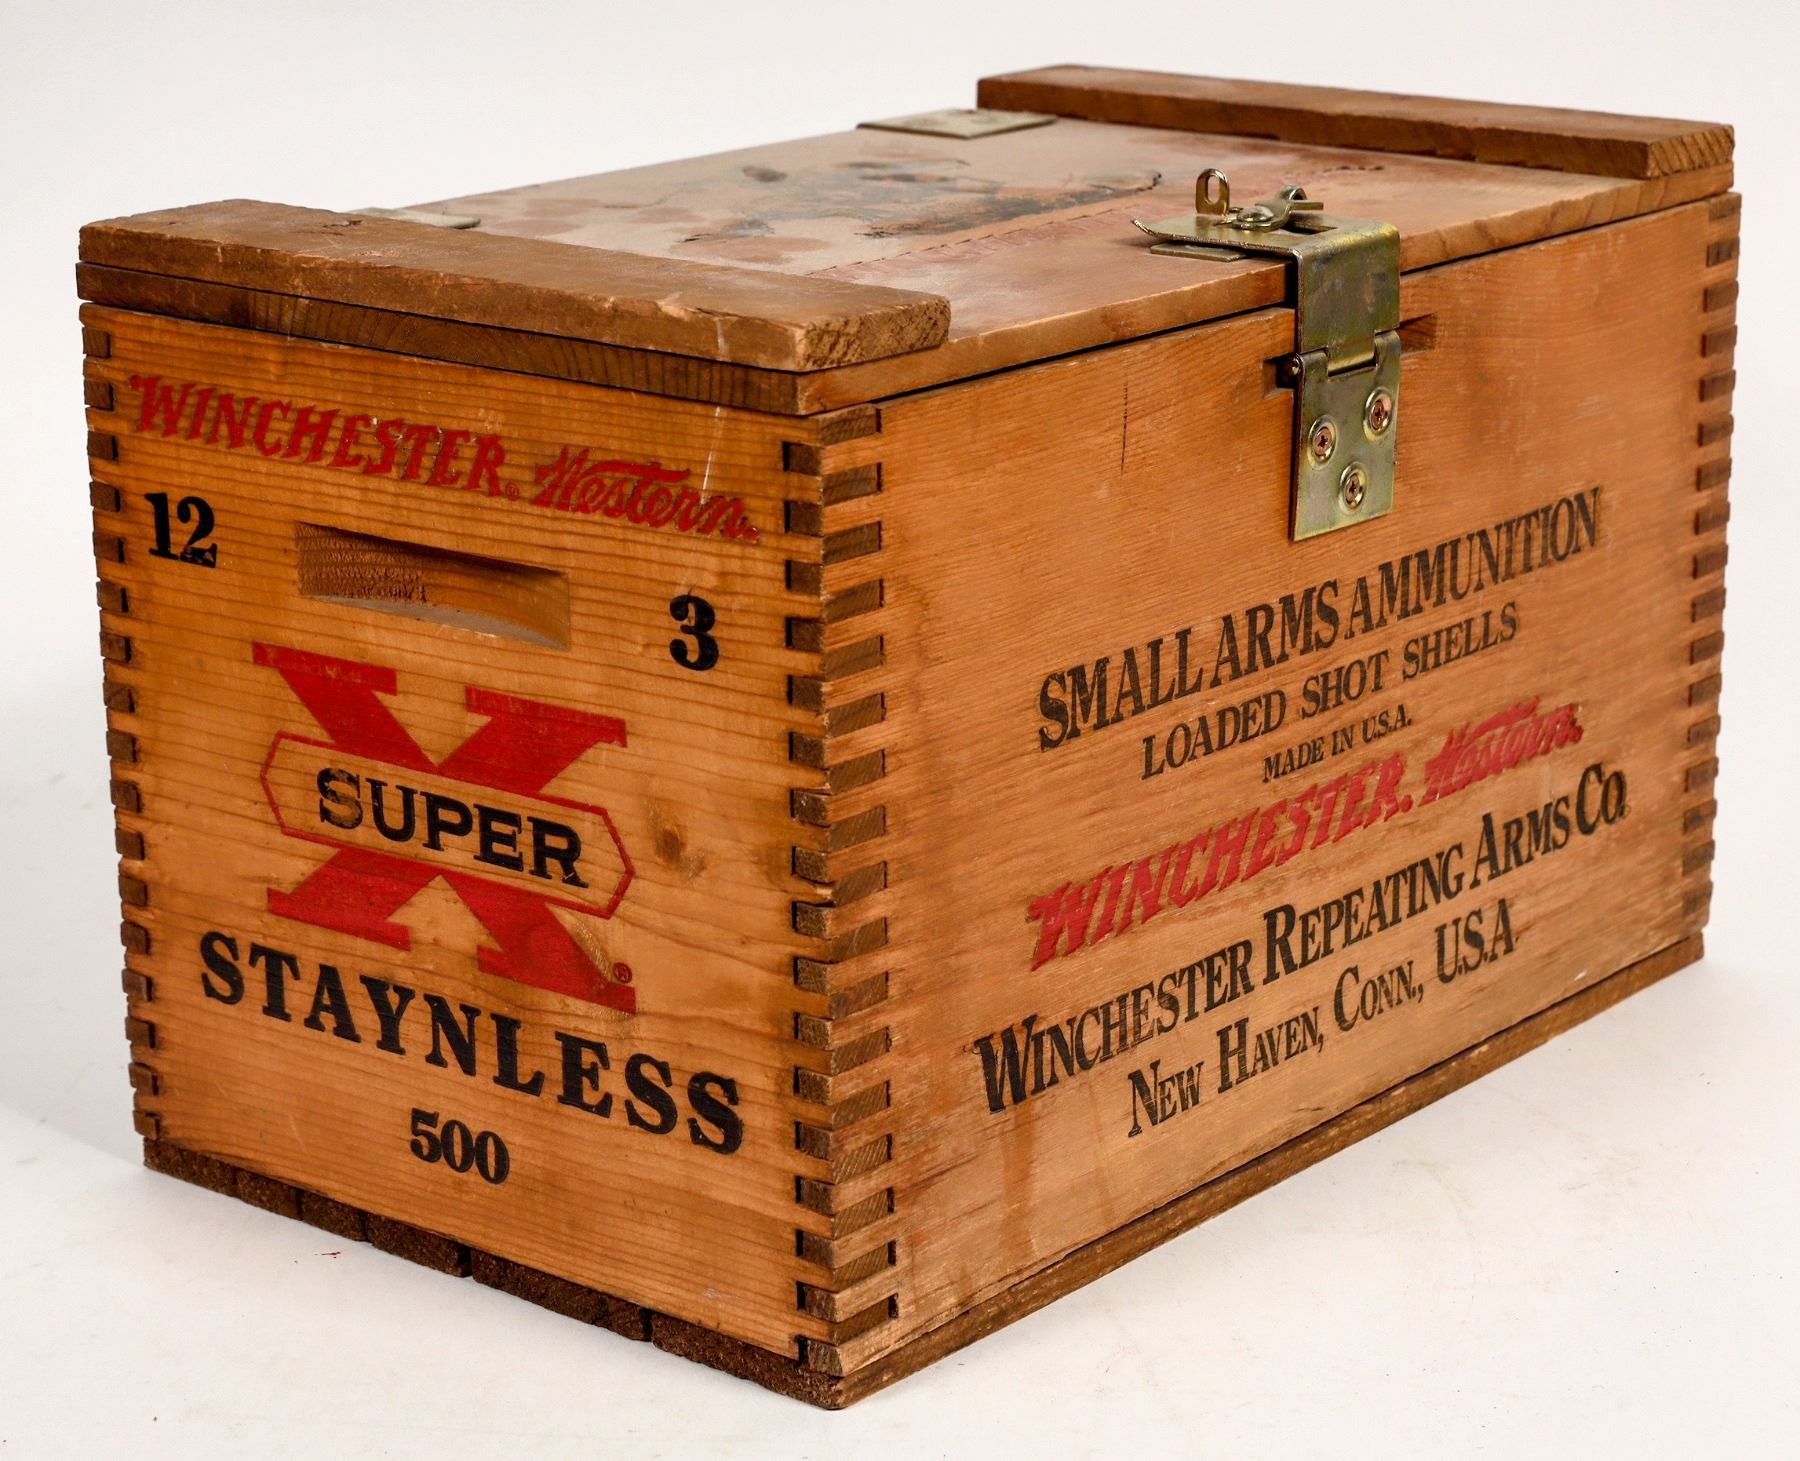 WINCHESTER® Western.
12
3
SUPER X®
STAYNLESS
500
SMALL ARMS AMMUNITION
LOADED SHOT SHELLS
MADE IN U.S.A.
WINCHESTER. Western.
WINCHESTER REPEATING ARMS CO.
NEW HAVEN, CONN., U.S.A.